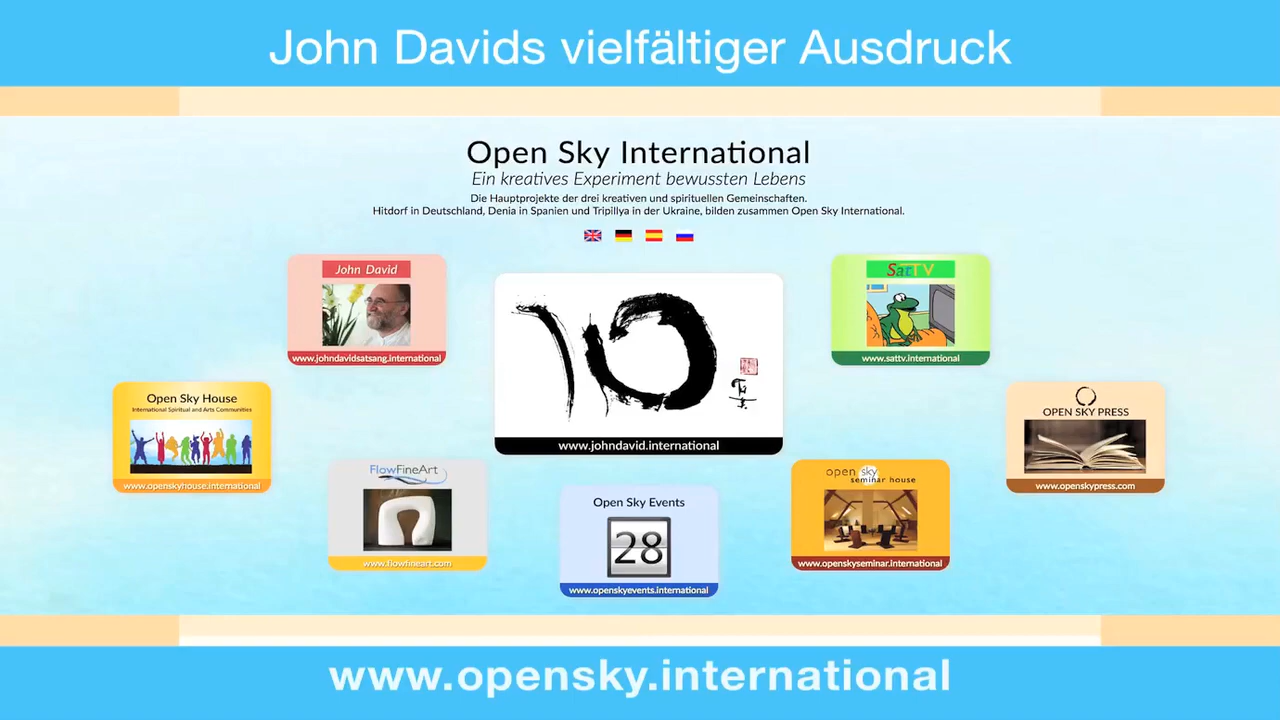 John Davids vielfältiger Ausdruck
Open Sky International
Ein kreatives Experiment bewussten Lebens
Die Hauptprojekte der drei kreativen und spirituellen Gemeinschaften.
Hitdorf in Deutschland, Denia in Spanien und Tripillya in der Ukraine, bilden zusammen Open Sky International.
John David
www.johndavidsatsang.international
www.johndavid.international
SatTV
www.sattv.international
Open Sky House
International Spiritual and Arts Communities
www.openskyhouse.international
OPEN SKY PRESS
www.openskypress.com
FlowFineArt
www.flowfineart.com
Open Sky Events
28
www.openskyevents.international
open sky
seminar house
www.openskyseminar.international
www.opensky.international